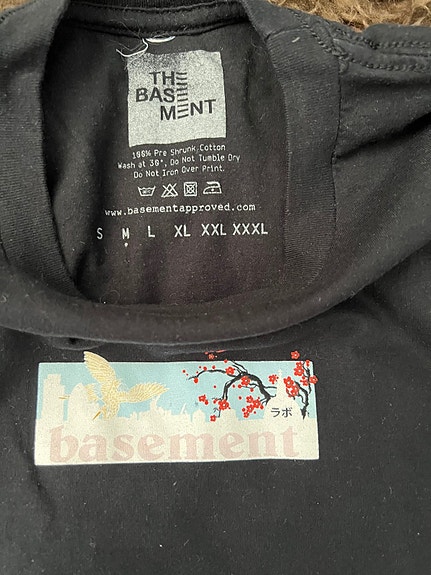 THE
BASE
MENT
100% Pre Shrunk Cotton
Wash at 30°, Do Not Tumble Dry
Do Not Iron Over Print.
www.basementapproved.com
S M L XL XXL XXXL
ラボ
basement